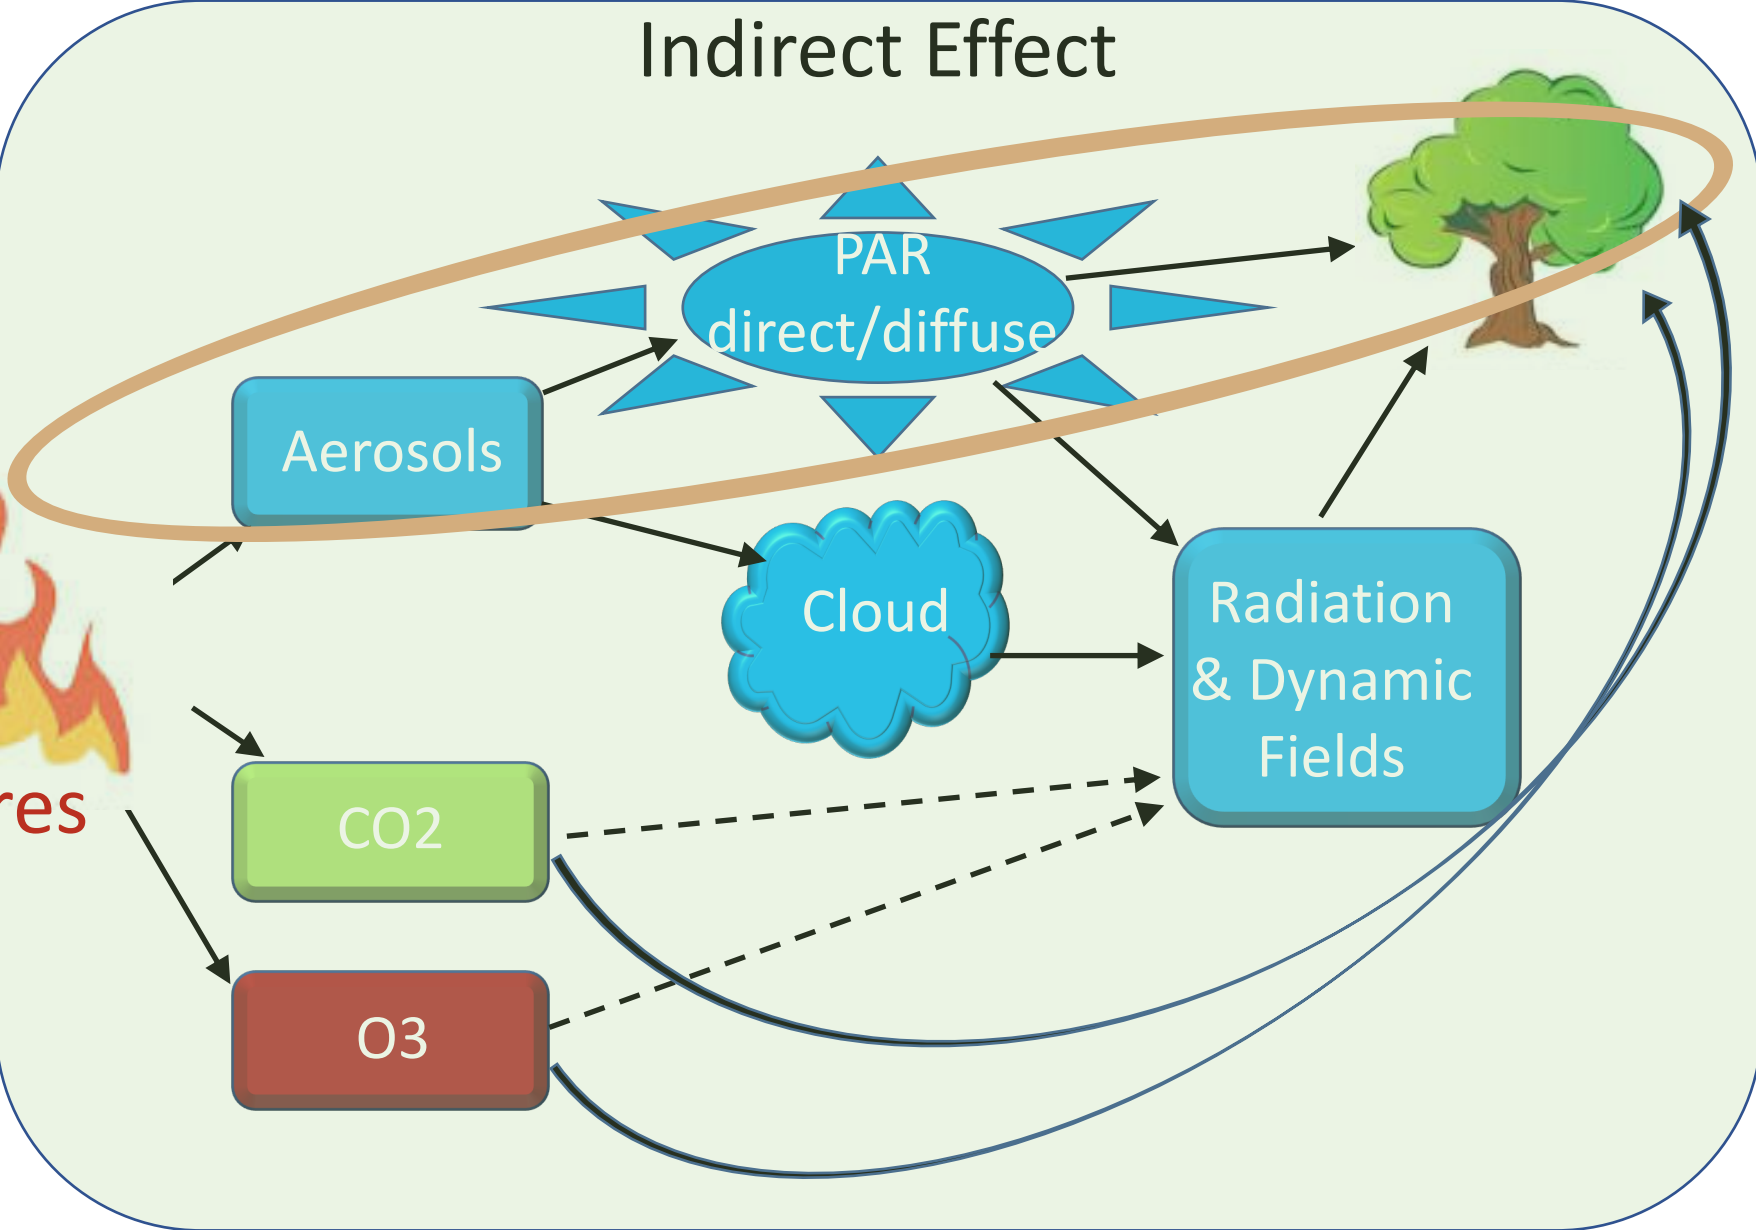 Indirect Effect
PAR
direct/diffuse
Aerosols
Cloud
Radiation
& Dynamic
Fields
res
CO2
O3